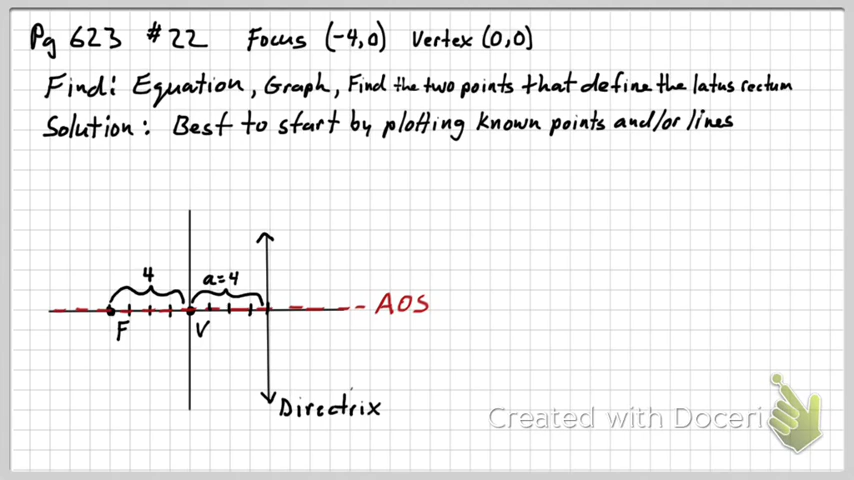 Pg 623 #22 Focus (-4,0) Vertex (0,0)
Find: Equation, Graph, Find the two points that define the latus rectum
Solution: Best to start by plotting known points and/or lines
4 a=4
AOS
F V
Directrix
Created with Doceri